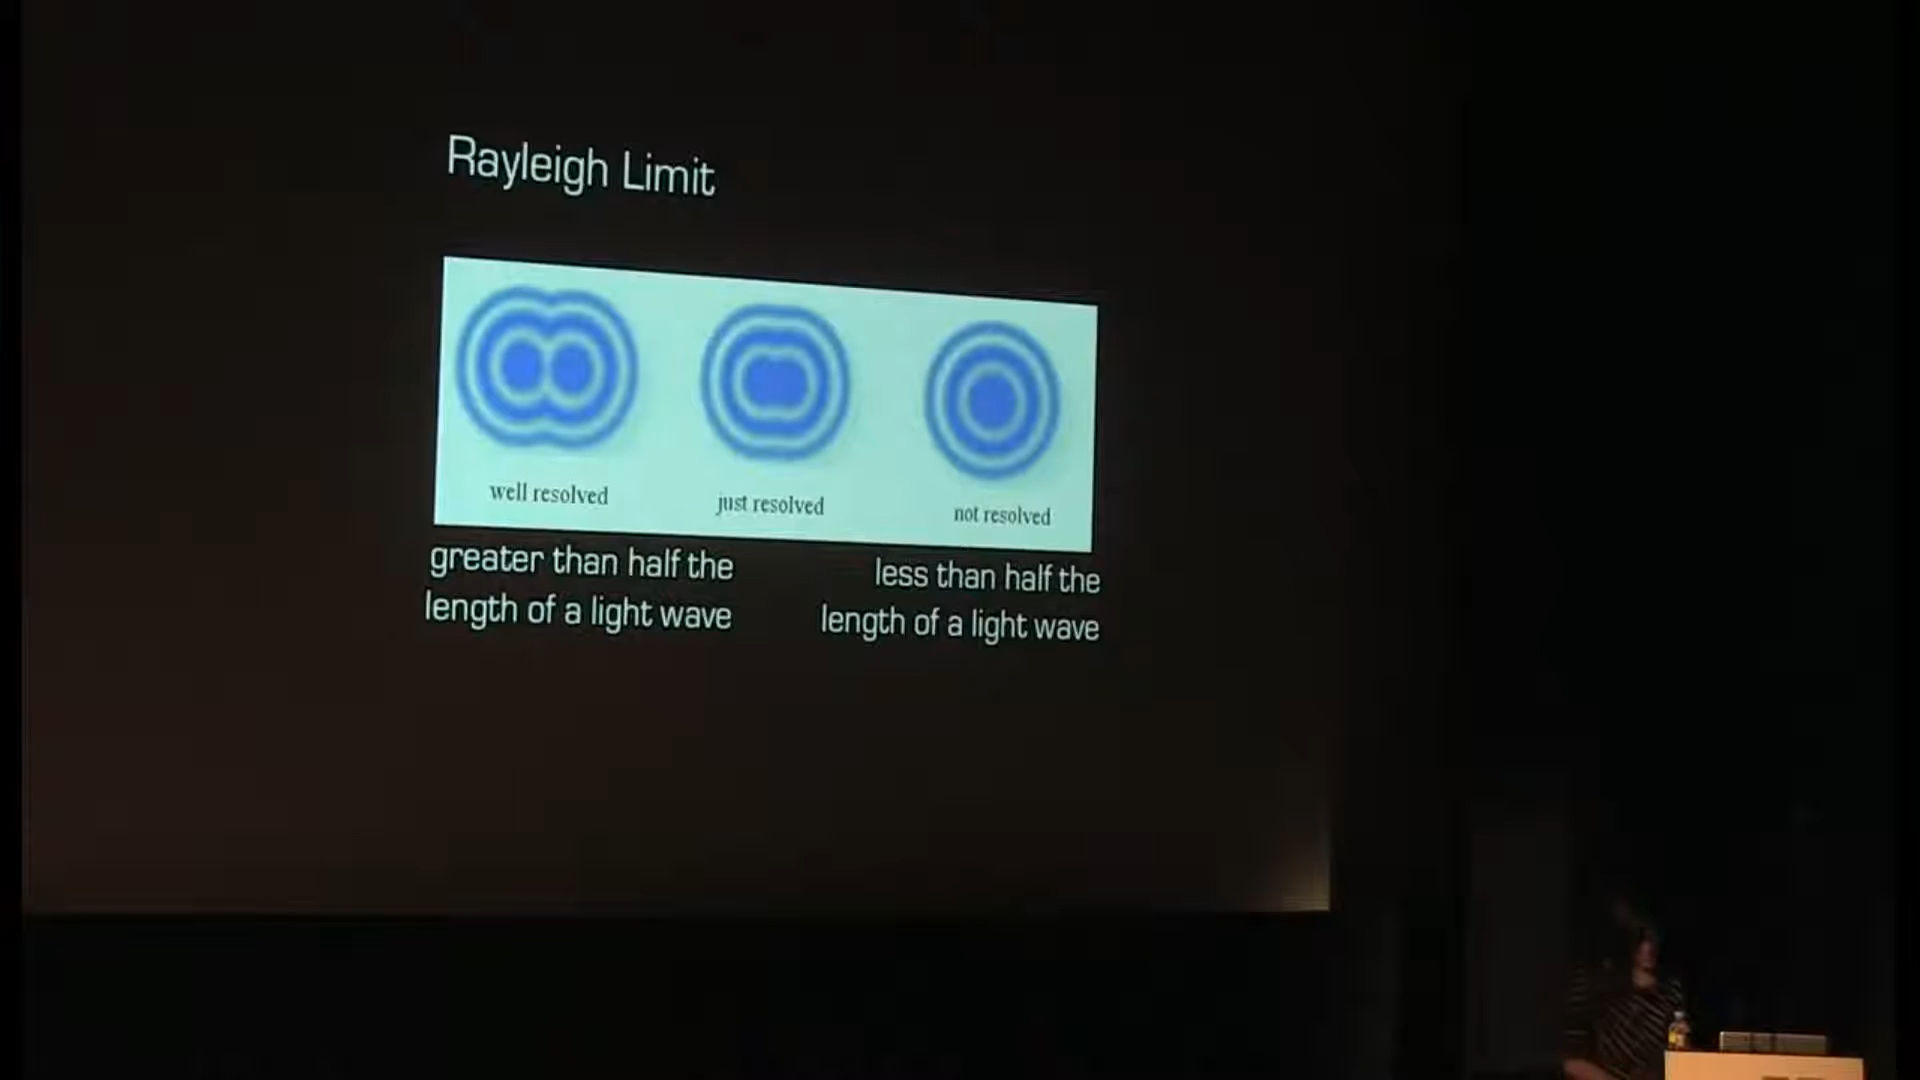 Rayleigh Limit
well resolved
just resolved
not resolved
greater than half the
length of a light wave
less than half the
length of a light wave